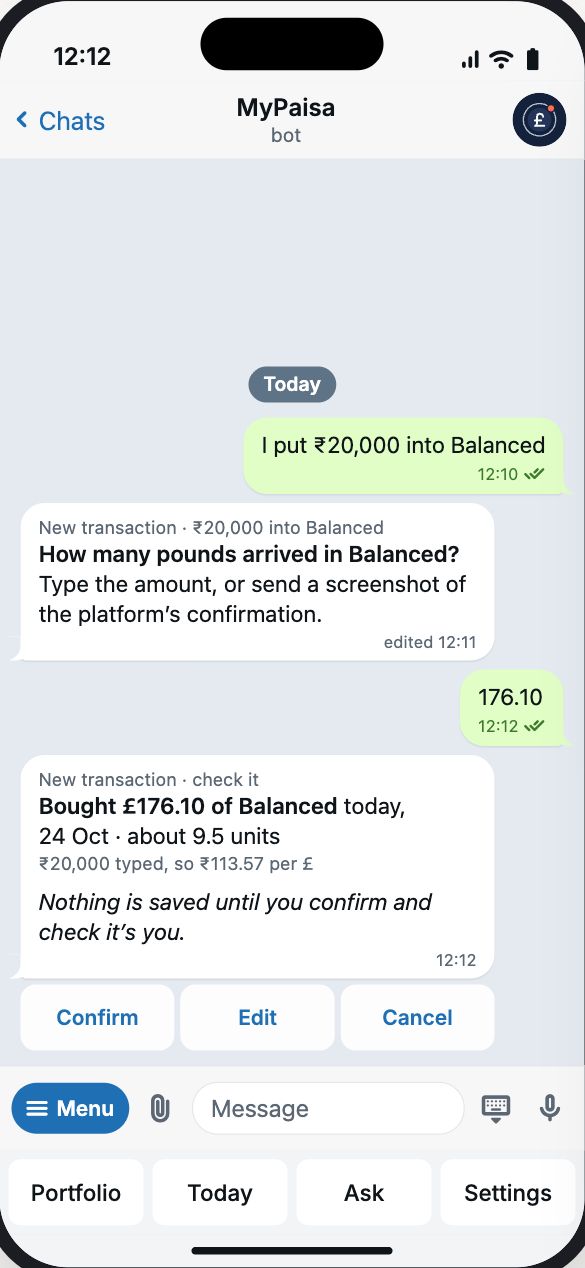 12:12
Chats
MyPaisa
bot
£
Today
I put ₹20,000 into Balanced
12:10
New transaction · ₹20,000 into Balanced
How many pounds arrived in Balanced?
Type the amount, or send a screenshot of
the platform’s confirmation.
edited 12:11
176.10
12:12
New transaction · check it
Bought £176.10 of Balanced today,
24 Oct · about 9.5 units
₹20,000 typed, so ₹113.57 per £
Nothing is saved until you confirm and
check it’s you.
12:12
Confirm Edit Cancel
Menu Message
Portfolio Today Ask Settings